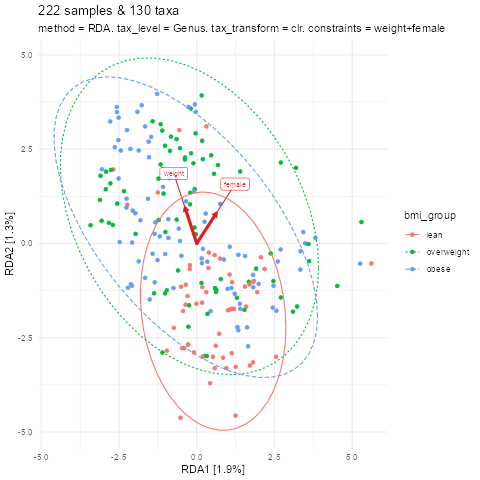 222 samples & 130 taxa
method = RDA. tax_level = Genus. tax_transform = clr. constraints = weight+female
5.0
2.5
0.0
-2.5
-5.0
RDA2 [1.3%]
weight
female
-5.0 -2.5 0.0 2.5 5.0
RDA1 [1.9%]
bmi_group
lean
overweight
obese